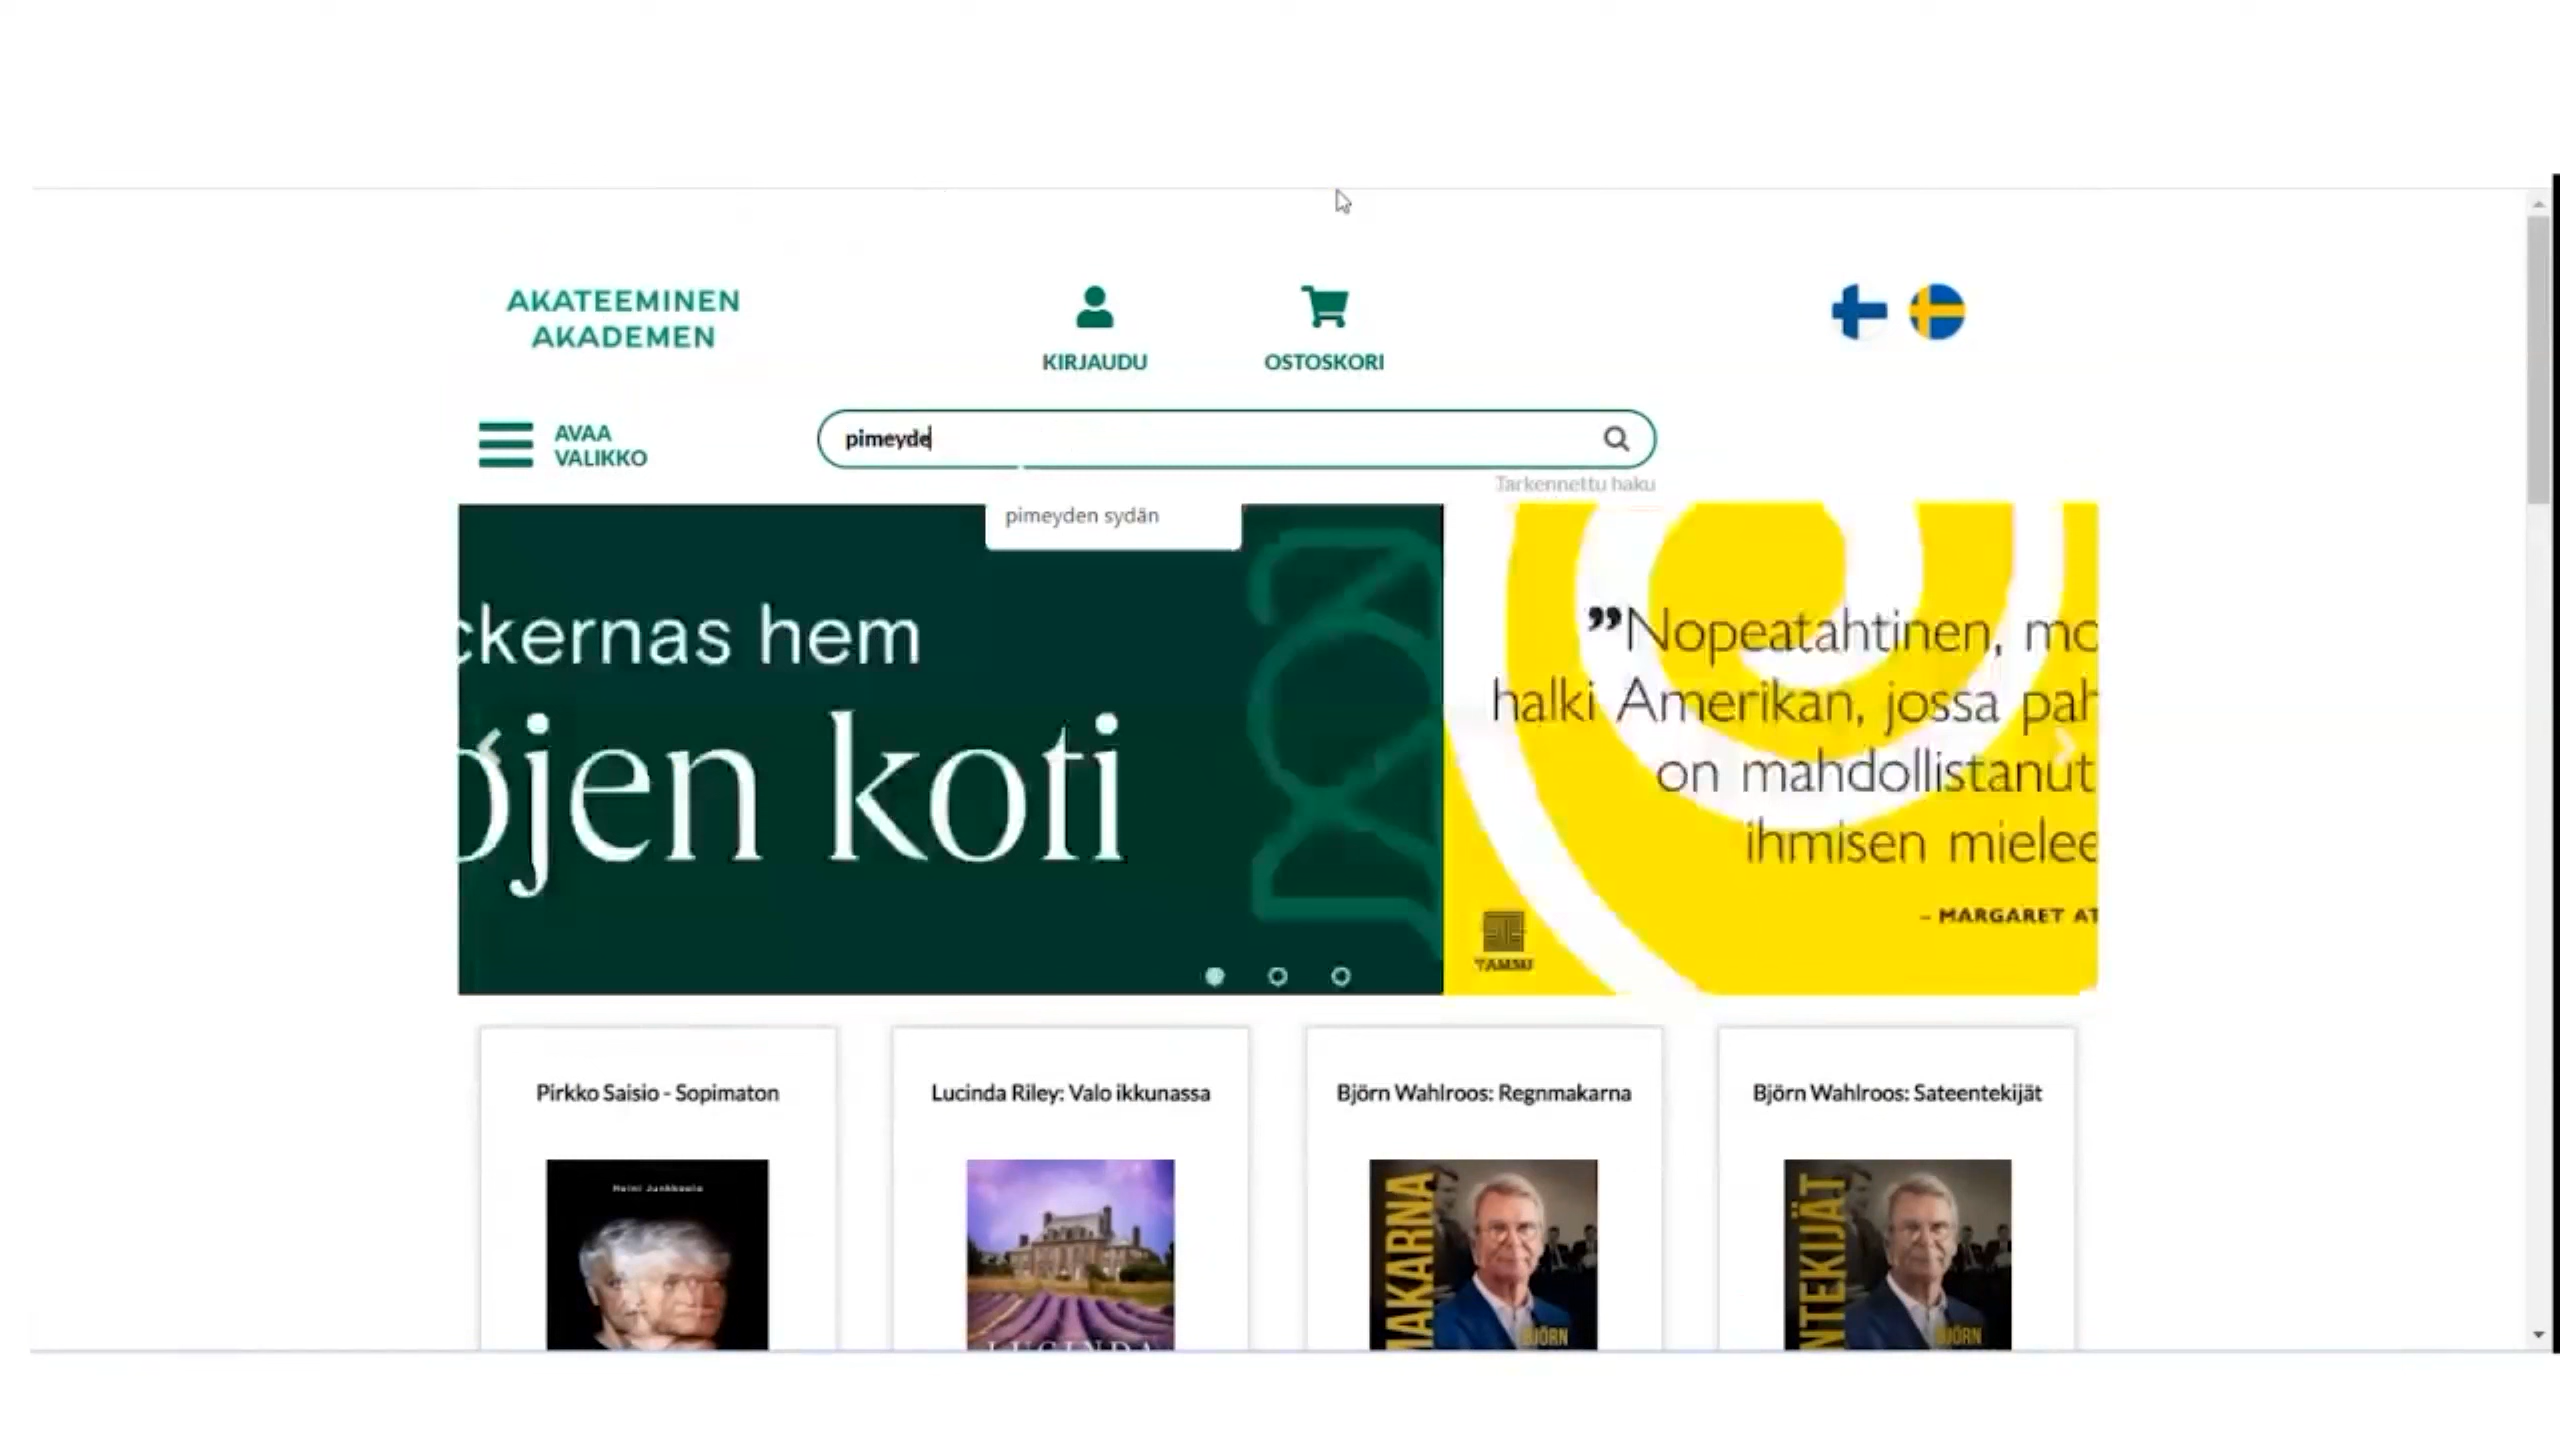 AKATEEMINEN
AKADEMEN
KIRJAUDU
OSTOSKORI
AVAA
VALIKKO
pimeyde
Tarkennettu haku
pimeyden sydän
ckernas hem
ojen koti
”Nopeatahtinen, mo
halki Amerikan, jossa pah
on mahdollistanut
ihmisen mielee
– MARGARET AT
Pirkko Saisio - Sopimaton
Lucinda Riley: Valo ikkunassa
Björn Wahlroos: Regnmakarna
Björn Wahlroos: Sateentekijät
LUCINDA
MAKARNA
BJÖRN
NTEKIJÄT
BJÖRN